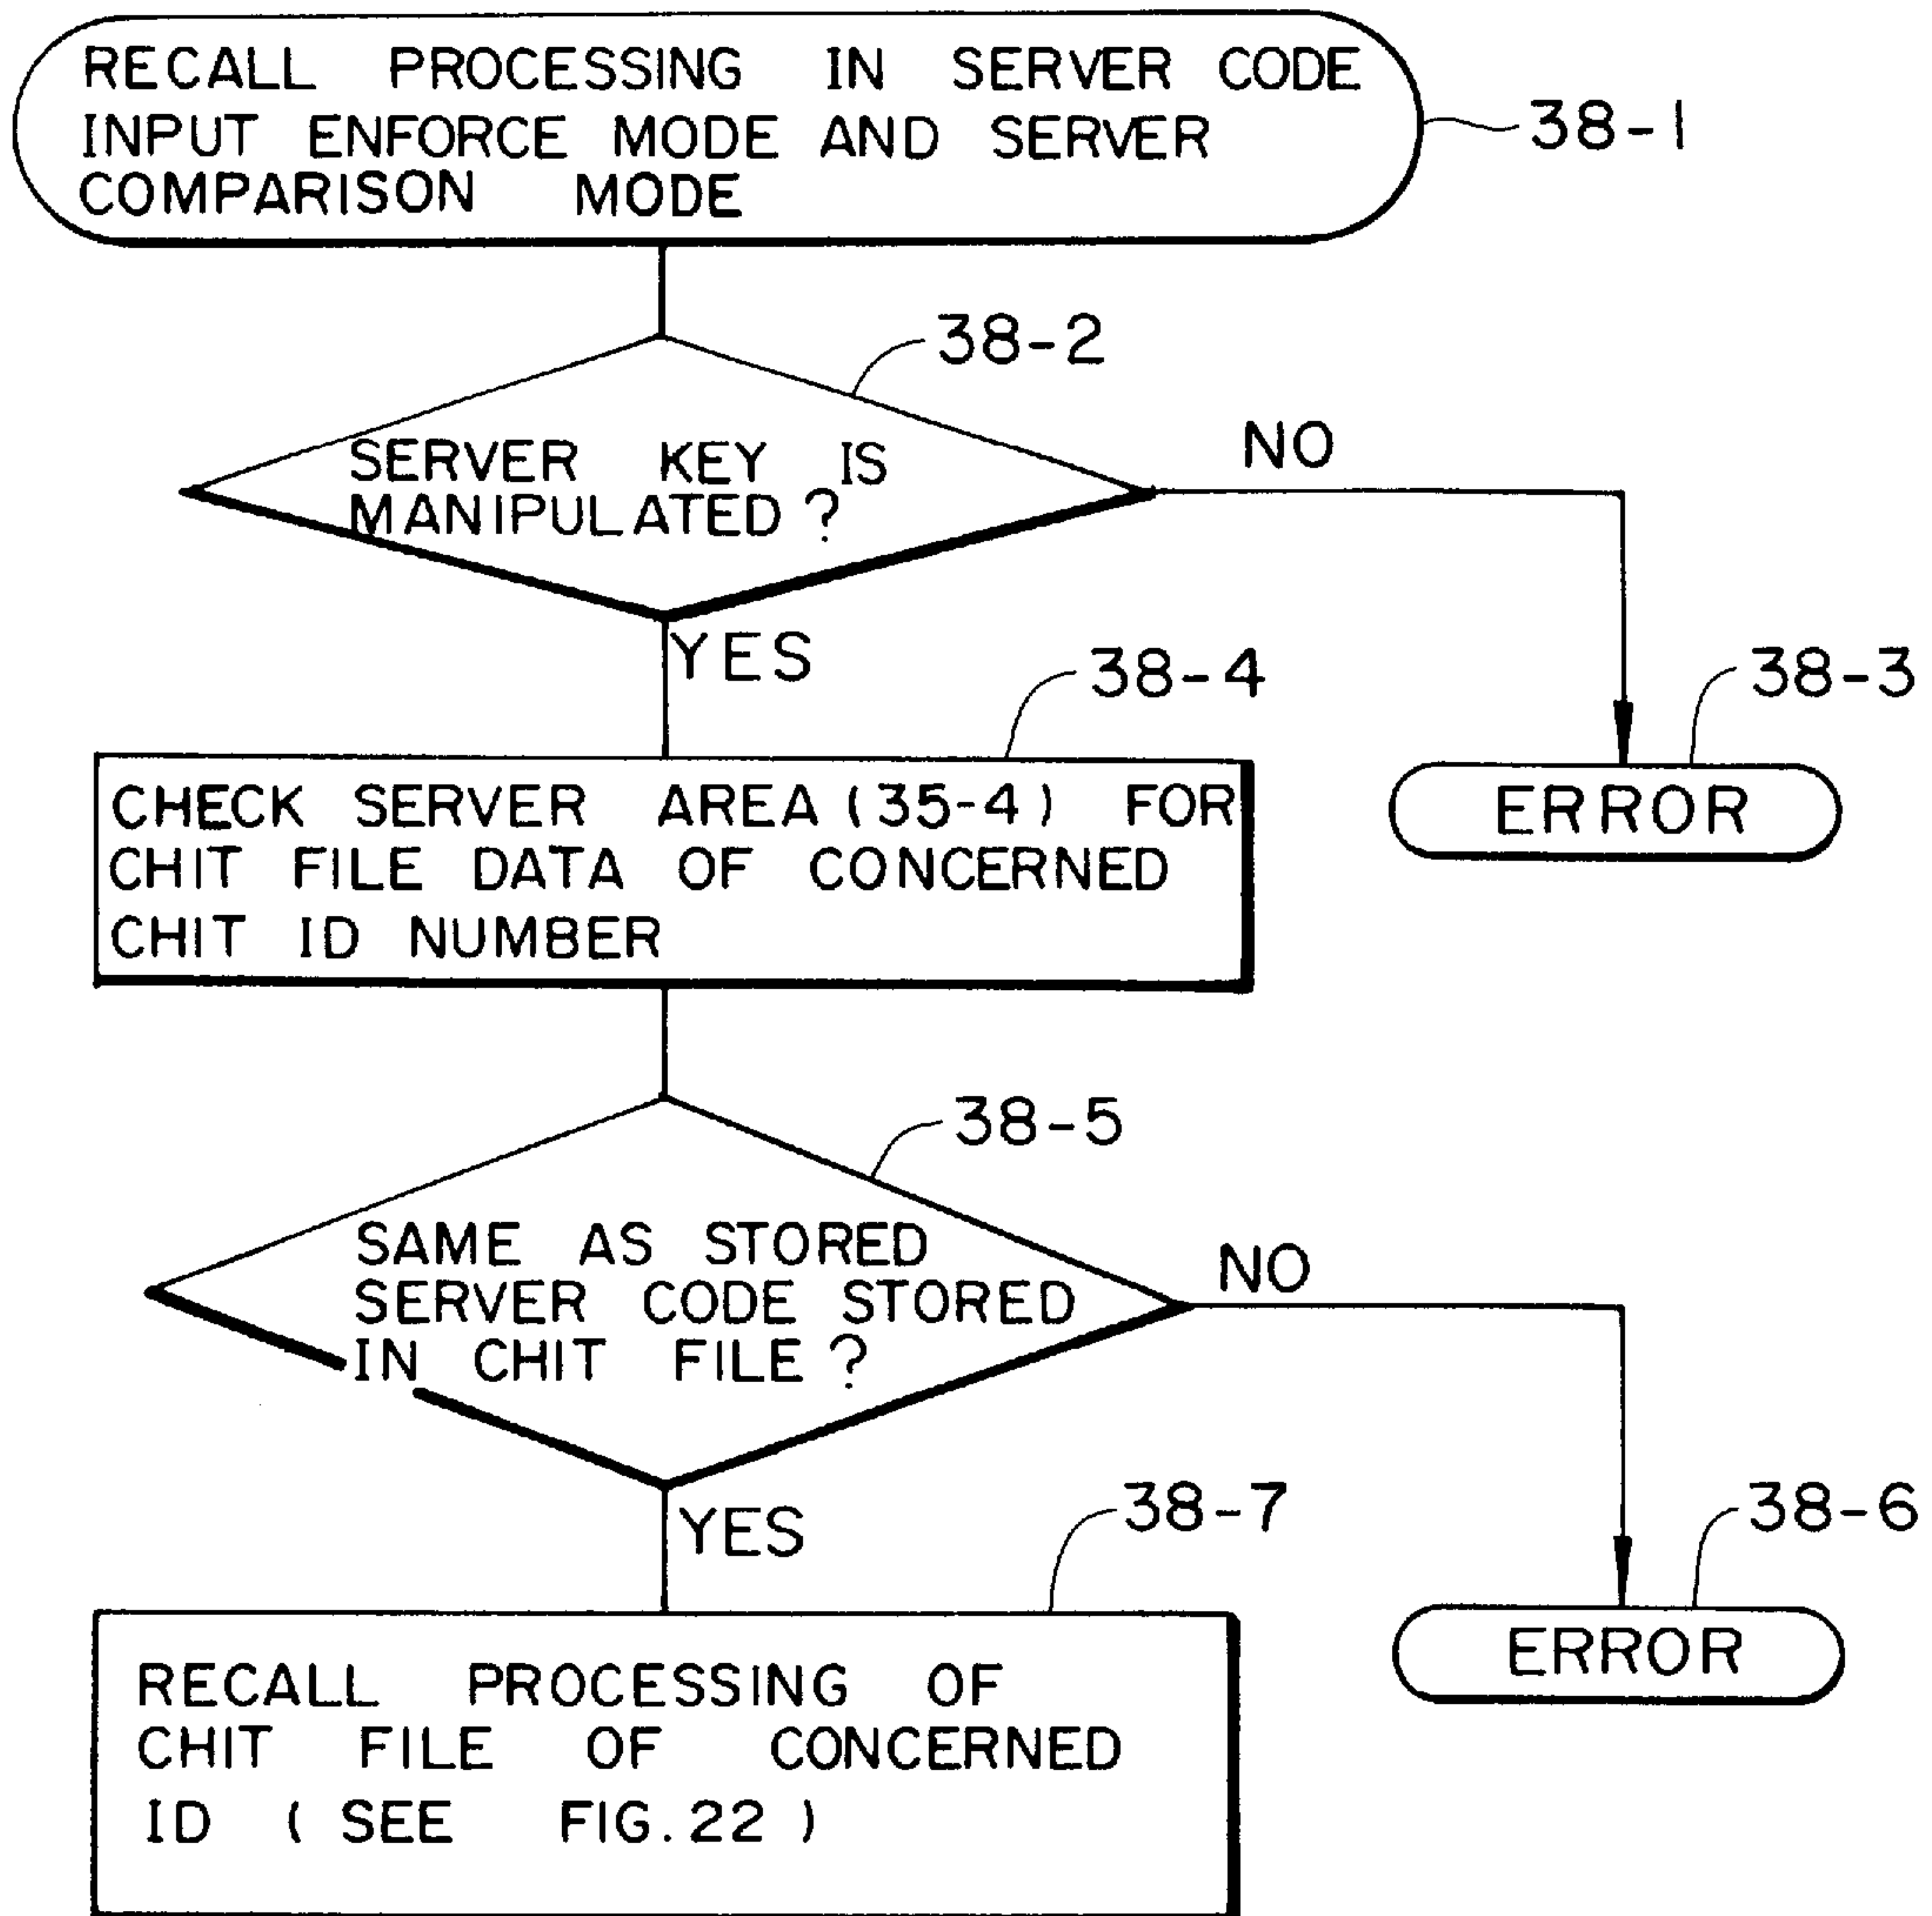 RECALL PROCESSING IN SERVER CODE
INPUT ENFORCE MODE AND SERVER
COMPARISON MODE
38-1
38-2
SERVER KEY IS
MANIPULATED?
NO
YES
38-4
38-3
CHECK SERVER AREA (35-4) FOR
CHIT FILE DATA OF CONCERNED
CHIT ID NUMBER
ERROR
38-5
SAME AS STORED
SERVER CODE STORED
IN CHIT FILE?
NO
YES
38-7
38-6
RECALL PROCESSING OF
CHIT FILE OF CONCERNED
ID (SEE FIG.22)
ERROR